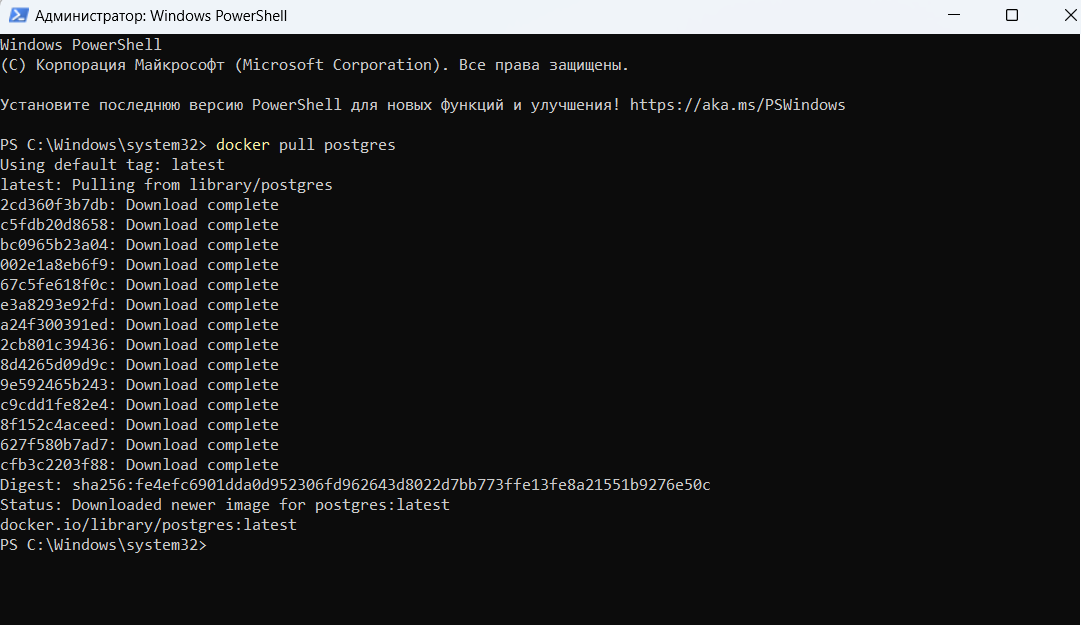 Администратор: Windows PowerShell
Windows PowerShell
(C) Корпорация Майкрософт (Microsoft Corporation). Все права защищены.
Установите последнюю версию PowerShell для новых функций и улучшения! https://aka.ms/PSWindows
PS C:\Windows\system32> docker pull postgres
Using default tag: latest
latest: Pulling from library/postgres
2cd360f3b7db: Download complete
c5fdb20d8658: Download complete
bc0965b23a04: Download complete
002e1a8eb6f9: Download complete
67c5fe618f0c: Download complete
e3a8293e92fd: Download complete
a24f300391ed: Download complete
2cb801c39436: Download complete
8d4265d09d9c: Download complete
9e592465b243: Download complete
c9cdd1fe82e4: Download complete
8f152c4aceed: Download complete
627f580b7ad7: Download complete
cfb3c2203f88: Download complete
Digest: sha256:fe4efc6901dda0d952306fd962643d8022d7bb773ffe13fe8a21551b9276e50c
Status: Downloaded newer image for postgres:latest
docker.io/library/postgres:latest
PS C:\Windows\system32>